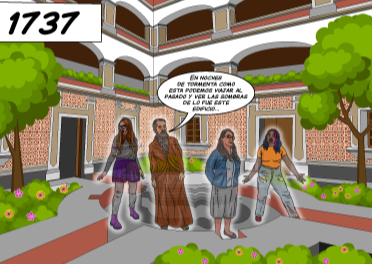 1737
EN NOCHES
DE TORMENTA COMO
ESTA PODEMOS VIAJAR AL
PASADO Y VER LAS SOMBRAS
DE LO FUE ESTE
EDIFICIO...